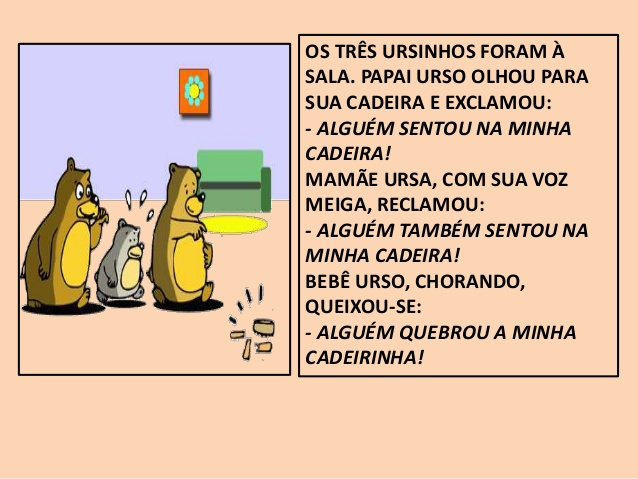 OS TRÊS URSINHOS FORAM À
SALA. PAPAI URSO OLHOU PARA
SUA CADEIRA E EXCLAMOU:
- ALGUÉM SENTOU NA MINHA
CADEIRA!
MAMÃE URSA, COM SUA VOZ
MEIGA, RECLAMOU:
- ALGUÉM TAMBÉM SENTOU NA
MINHA CADEIRA!
BEBÊ URSO, CHORANDO,
QUEIXOU-SE:
- ALGUÉM QUEBROU A MINHA
CADEIRINHA!